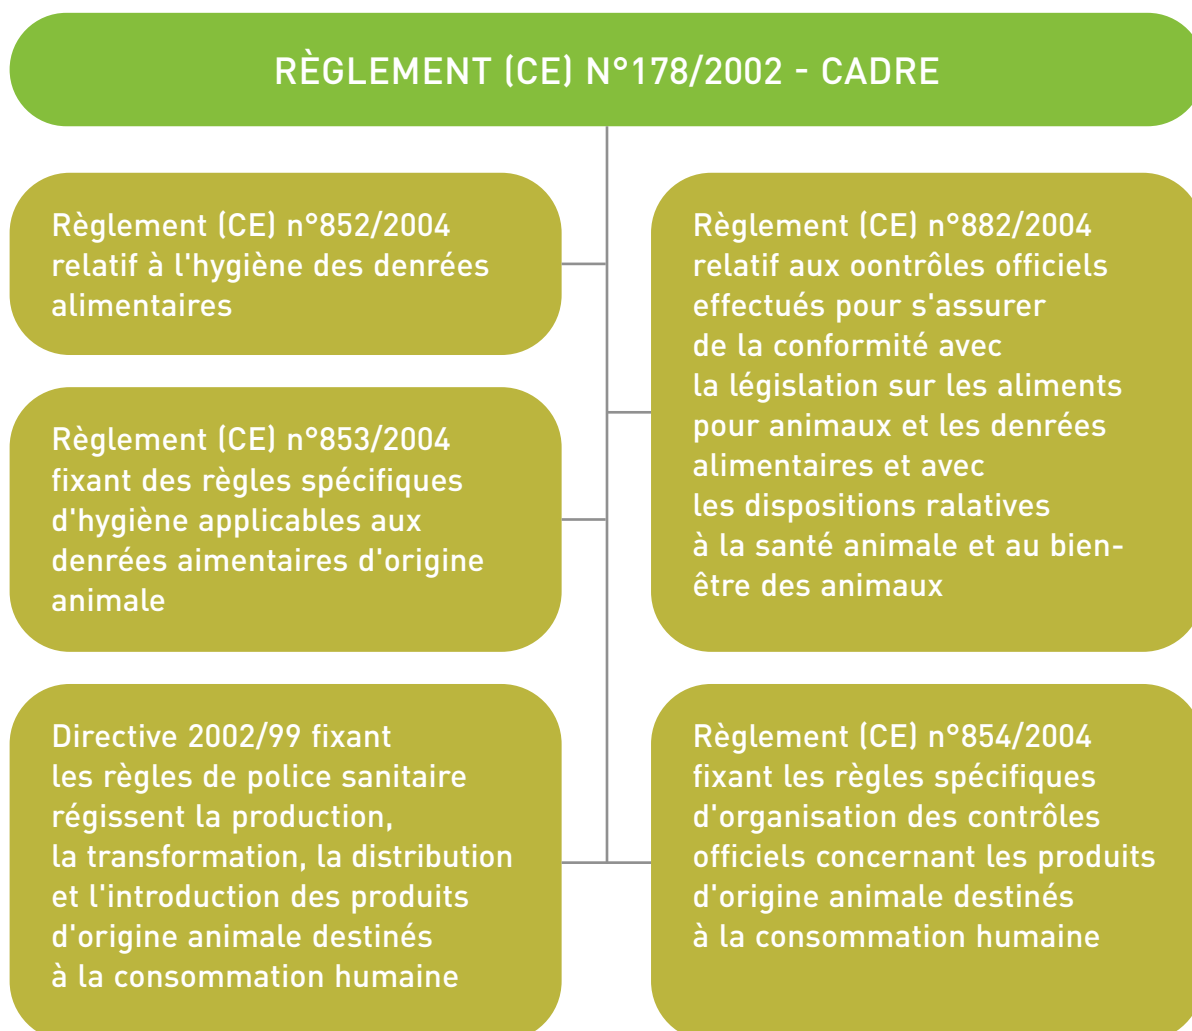 RÈGLEMENT (CE) N°178/2002 - CADRE
Règlement (CE) n°852/2004
relatif à l'hygiène des denrées
alimentaires
Règlement (CE) n°853/2004
fixant des règles spécifiques
d'hygiène applicables aux
denrées aimentaires d'origine
animale
Directive 2002/99 fixant
les règles de police sanitaire
régissent la production,
la transformation, la distribution
et l'introduction des produits
d'origine animale destinés
à la consommation humaine
Règlement (CE) n°882/2004
relatif aux oontrôles officiels
effectués pour s'assurer
de la conformité avec
la législation sur les aliments
pour animaux et les denrées
alimentaires et avec
les dispositions ralatives
à la santé animale et au bien-
être des animaux
Règlement (CE) n°854/2004
fixant les règles spécifiques
d'organisation des contrôles
officiels concernant les produits
d'origine animale destinés
à la consommation humaine